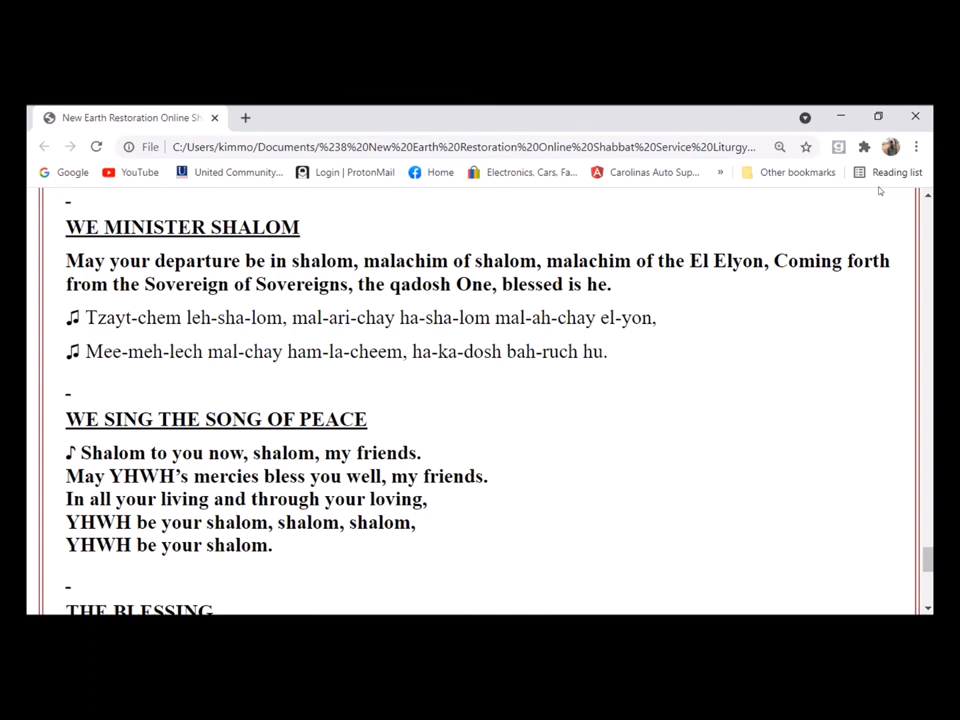 New Earth Restoration Online Sh
File C:/Users/kimmo/Documents/%238%20New%20Earth%20Restoration%20Online%20Shabbat%20Service%20Liturgy...
Google YouTube United Community... Login | ProtonMail Home Electronics, Cars, Fa... Carolinas Auto Sup... » Other bookmarks Reading list
-
WE MINISTER SHALOM
May your departure be in shalom, malachim of shalom, malachim of the El Elyon, Coming forth
from the Sovereign of Sovereigns, the qadosh One, blessed is he.
♫ Tzayt-chem leh-sha-lom, mal-ari-chay ha-sha-lom mal-ah-chay el-yon,
♫ Mee-meh-lech mal-chay ham-la-cheem, ha-ka-dosh bah-ruch hu.
-
WE SING THE SONG OF PEACE
♪ Shalom to you now, shalom, my friends.
May YHWH’s mercies bless you well, my friends.
In all your living and through your loving,
YHWH be your shalom, shalom, shalom,
YHWH be your shalom.
-
THE BLESSING